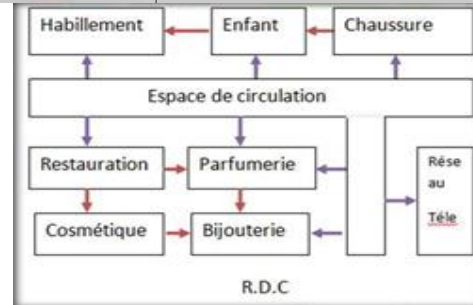 Habillement
Enfant
Chaussure
Espace de circulation
Restauration
Parfumerie
Rése
au
Téle
Cosmétique
Bijouterie
R.D.C